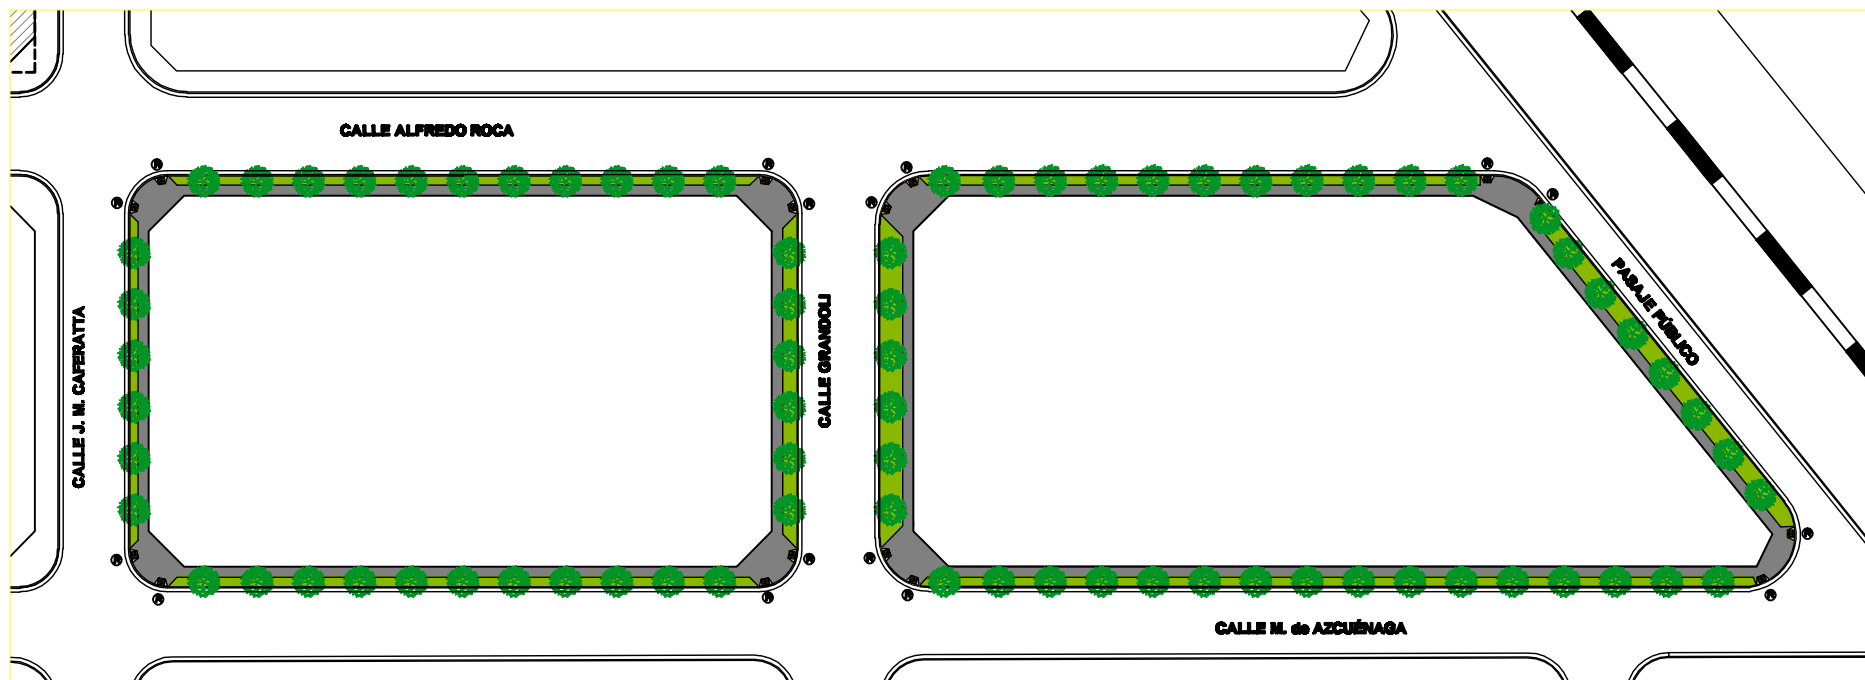 CALLE ALFREDO ROCA
CALLE J. M. CAFERATTA
CALLE GRANDOLI
PASAJE PÚBLICO
CALLE M. de AZCUÉNAGA